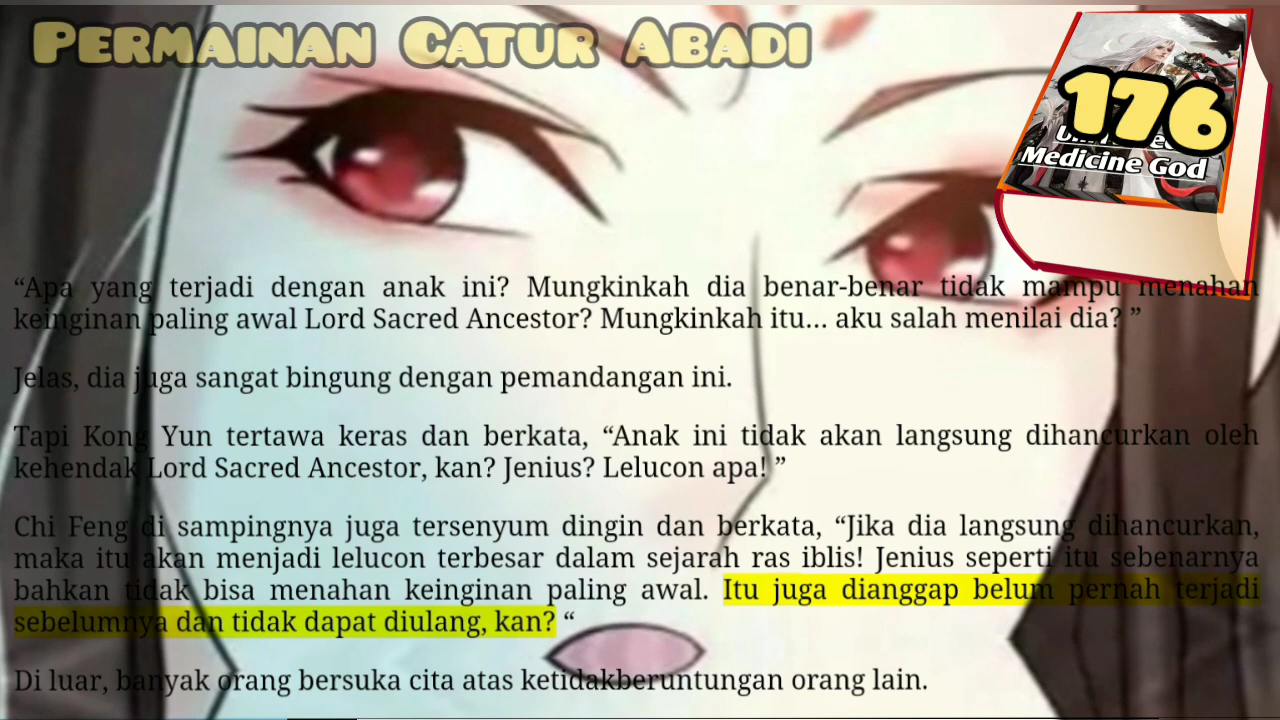 Permainan Catur Abadi
176
Medicine God
“Apa yang terjadi dengan anak ini? Mungkinkah dia benar-benar tidak mampu menahan
keinginan paling awal Lord Sacred Ancestor? Mungkinkah itu... aku salah menilai dia? ”
Jelas, dia juga sangat bingung dengan pemandangan ini.
Tapi Kong Yun tertawa keras dan berkata, “Anak ini tidak akan langsung dihancurkan oleh
kehendak Lord Sacred Ancestor, kan? Jenius? Lelucon apa! ”
Chi Feng di sampingnya juga tersenyum dingin dan berkata, “Jika dia langsung dihancurkan,
maka itu akan menjadi lelucon terbesar dalam sejarah ras iblis! Jenius seperti itu sebenarnya
bahkan tidak bisa menahan keinginan paling awal. Itu juga dianggap belum pernah terjadi
sebelumnya dan tidak dapat diulang, kan? “
Di luar, banyak orang bersuka cita atas ketidakberuntungan orang lain.